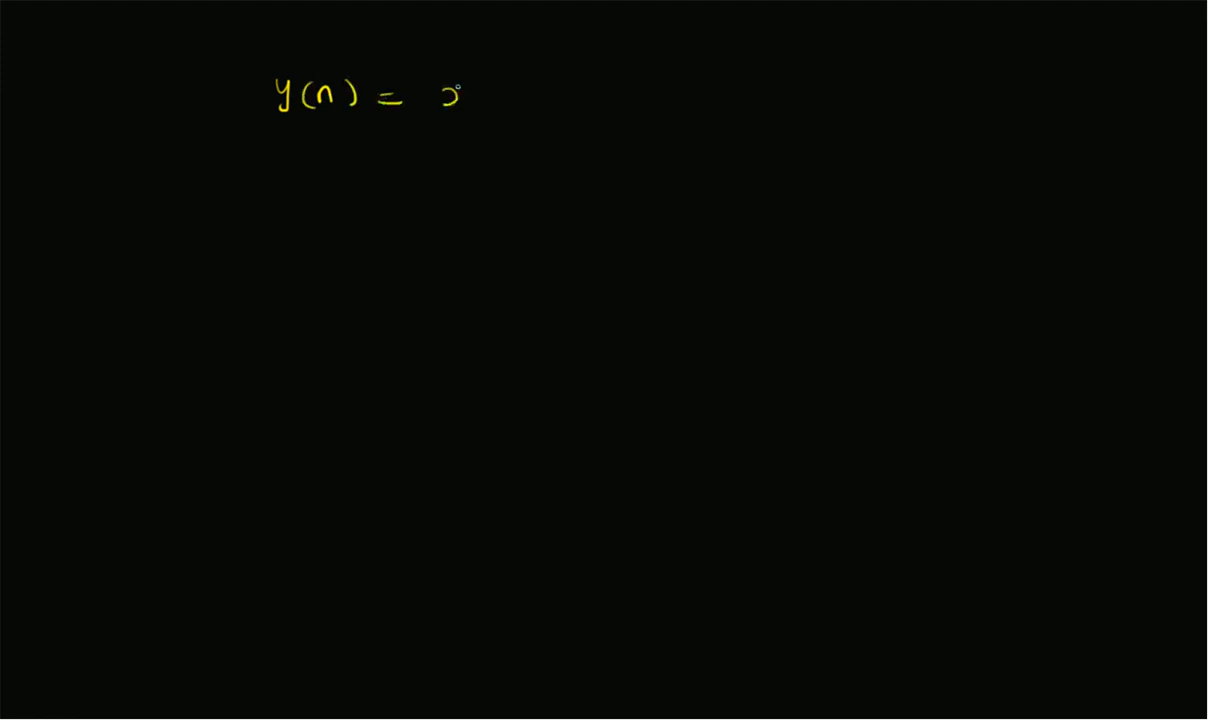 y(n) =